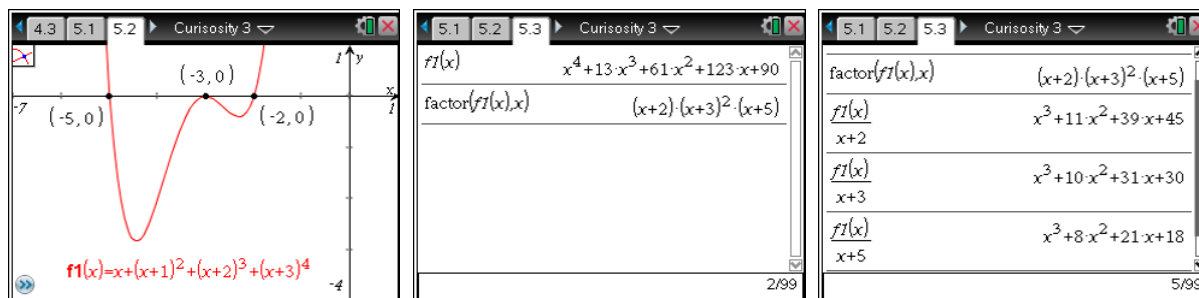 4.3 5.1 5.2 Curisosity 3
1 y
(-3,0)
x
-7 1
(-5,0) (-2,0)
f1(x)=x+(x+1)^2+(x+2)^3+(x+3)^4
-4
5.1 5.2 5.3 Curisosity 3
f1(x) x^4+13·x^3+61·x^2+123·x+90
factor(f1(x),x) (x+2)·(x+3)^2·(x+5)
2/99
5.1 5.2 5.3 Curisosity 3
factor(f1(x),x) (x+2)·(x+3)^2·(x+5)
f1(x)
x+2
x^3+11·x^2+39·x+45
f1(x)
x+3
x^3+10·x^2+31·x+30
f1(x)
x+5
x^3+8·x^2+21·x+18
5/99